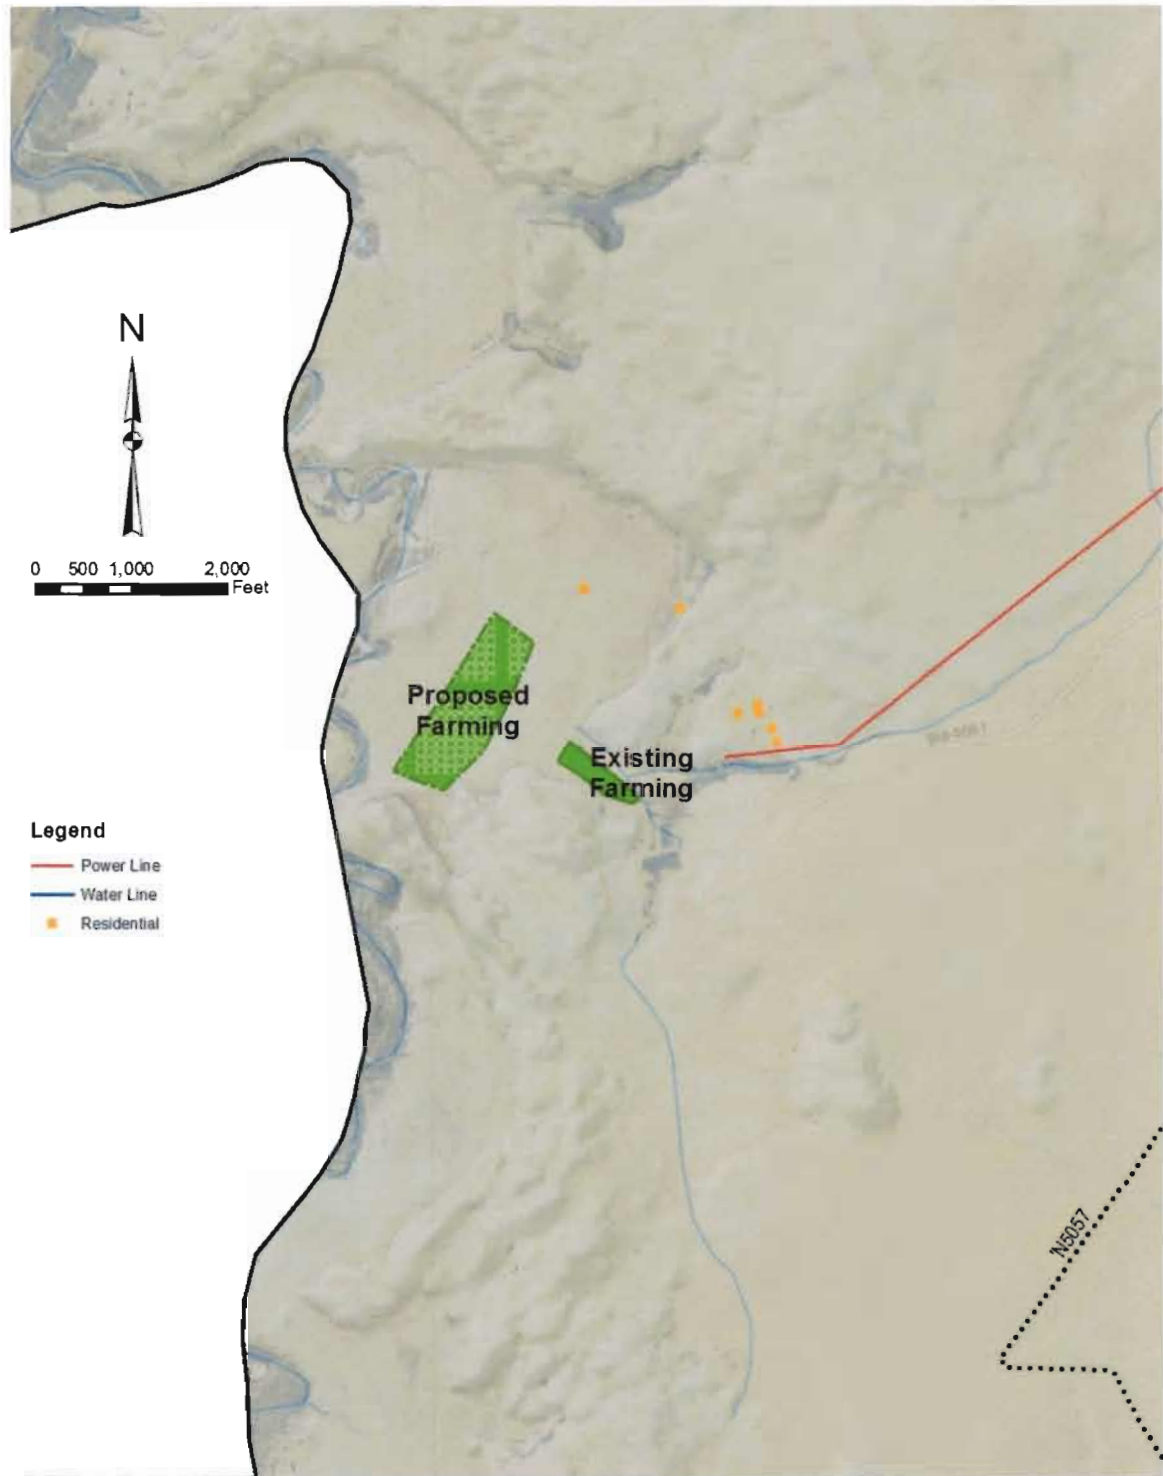 N
0 500 1,000 2,000
Feet
Proposed
Farming
Existing
Farming
Legend
Power Line
Water Line
Residential
'N5057